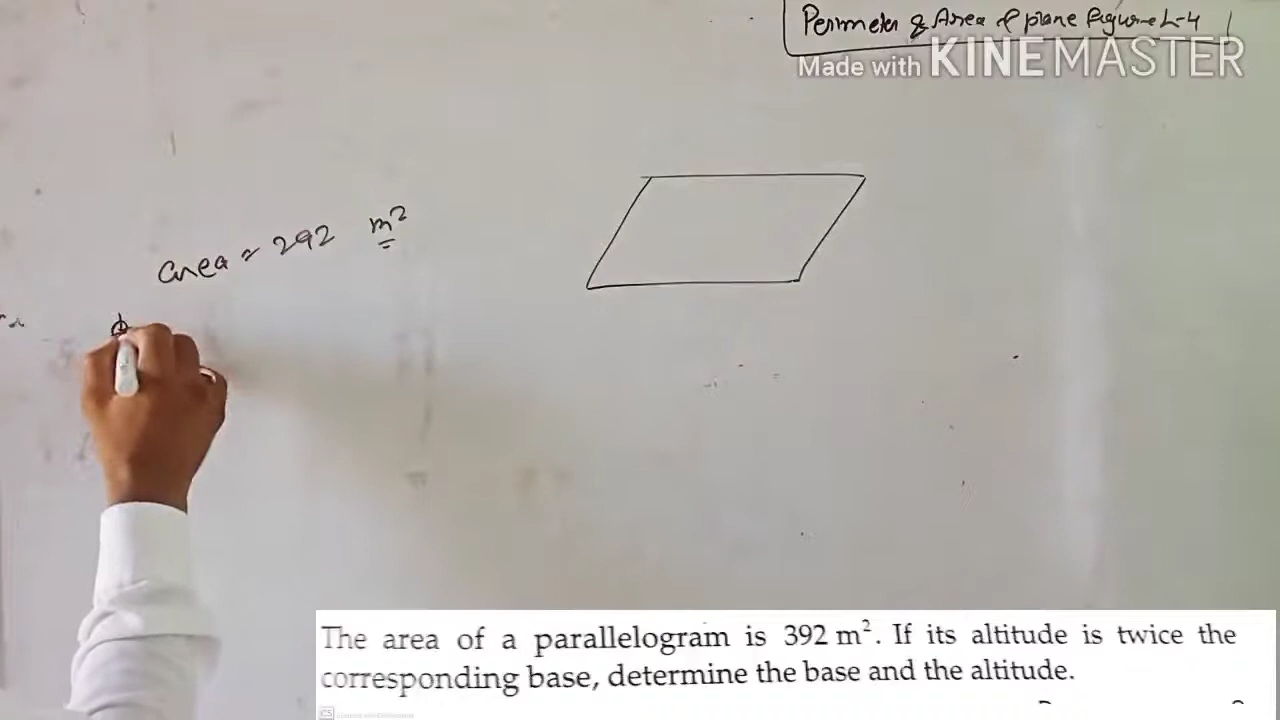 Perimeter & Area of plane figure L-4
Made with KINEMASTER
area = 292 m²
The area of a parallelogram is 392 m². If its altitude is twice the
corresponding base, determine the base and the altitude.
CS